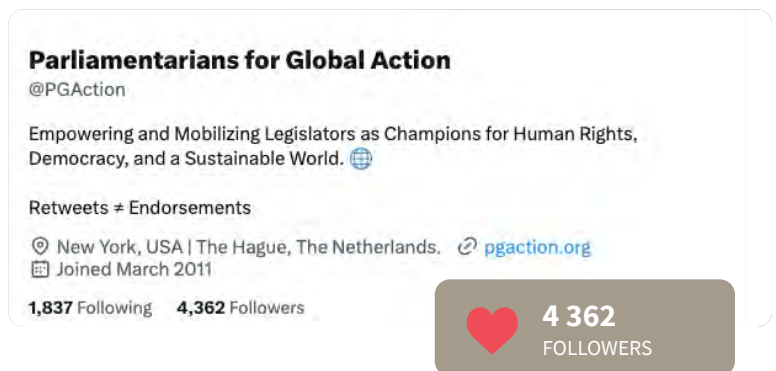 Parliamentarians for Global Action
@PGAction
Empowering and Mobilizing Legislators as Champions for Human Rights,
Democracy, and a Sustainable World. 🌐
Retweets ≠ Endorsements
New York, USA | The Hague, The Netherlands. pgaction.org
Joined March 2011
1,837 Following 4,362 Followers
4 362
FOLLOWERS